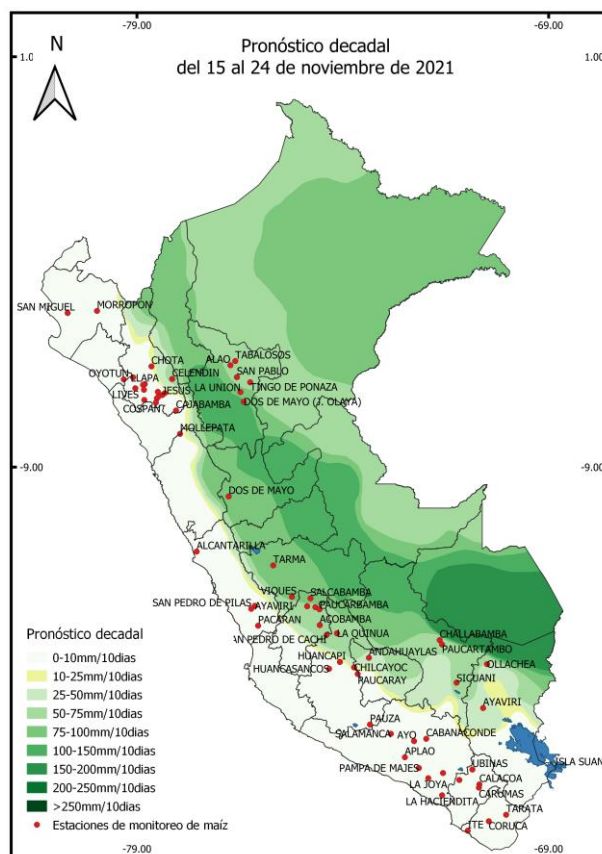 -79.00
-69.00
Pronóstico decadal
del 15 al 24 de noviembre de 2021
N
1.0
1.00
SAN MIGUEL
MORROPON
CHOTA
ALAO
TABALOSOS
OYOTUN
LLAPA
CELENDIN
SAN PABLO
LIVES
JESUS
LA UNION
TINGO DE PONAZA
COSPAN
CAJABAMBA
DOS DE MAYO (J. OLAYA)
MOLLEPATA
-9.00
-9.00
DOS DE MAYO
ALCANTARILLA
TARMA
VIQUES
SALCABAMBA
SAN PEDRO DE PILAS
AYAVIRI
PAUCARBAMBA
PACARAN
ACOBAMBA
AN PEDRO DE CACHI
LA QUINUA
CHALLABAMBA
PAUCARTAMBO
HUANCAPI
ANDAHUAYLAS
OLLACHEA
HUANCASANCOS
CHILCAYOC
PAUCARAY
SIGUANI
AYAVIRI
PAUZA
SALAMANCA
AYO
CABANACONDE
APLAO
ISLA SUAN
PAMPA DE MAJES
UBINAS
LA JOYA
CALACOA
CARUMAS
LA HACIENDITA
TARATA
ITE
CORUCA
Pronóstico decadal
0-10mm/10dias
10-25mm/10dias
25-50mm/10dias
50-75mm/10dias
75-100mm/10dias
100-150mm/10dias
150-200mm/10dias
200-250mm/10dias
>250mm/10dias
Estaciones de monitoreo de maíz
-79.00
-69.00